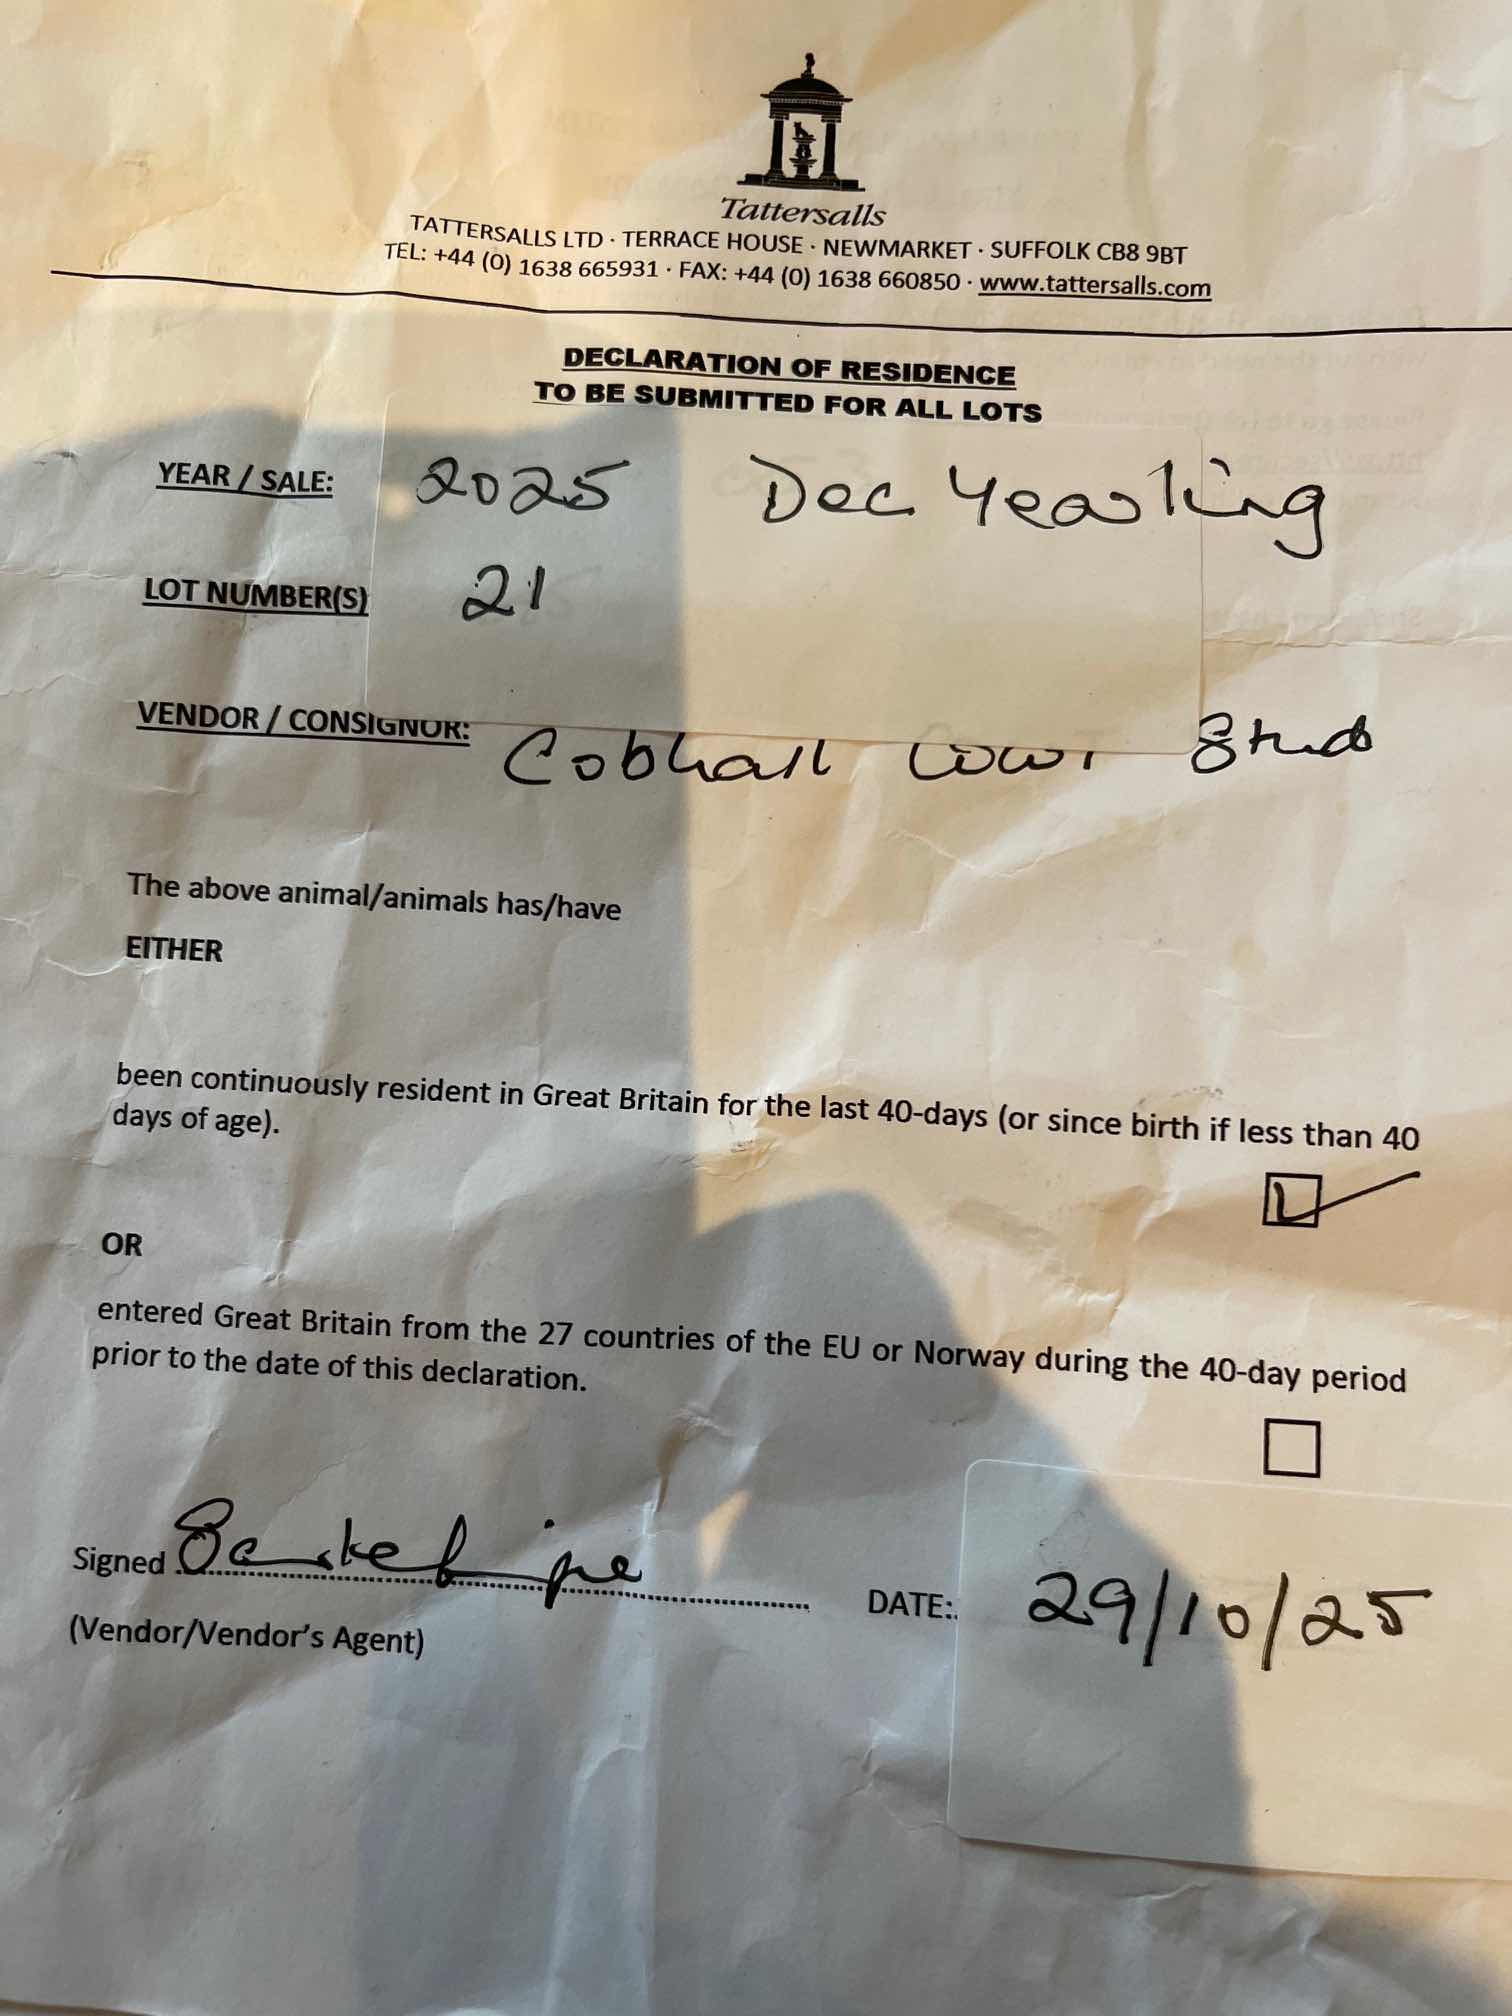 Tattersalls
TATTERSALLS LTD · TERRACE HOUSE · NEWMARKET · SUFFOLK CB8 9BT
TEL: +44 (0) 1638 665931 · FAX: +44 (0) 1638 660850 · www.tattersalls.com
DECLARATION OF RESIDENCE
TO BE SUBMITTED FOR ALL LOTS
YEAR / SALE: 2025 Dec Yearling
LOT NUMBER(S) 21
VENDOR / CONSIGNOR: Cobhall Court Stud
The above animal/animals has/have
EITHER
been continuously resident in Great Britain for the last 40-days (or since birth if less than 40
days of age).
OR
entered Great Britain from the 27 countries of the EU or Norway during the 40-day period
prior to the date of this declaration.
Signed
DATE: 29/10/25
(Vendor/Vendor's Agent)